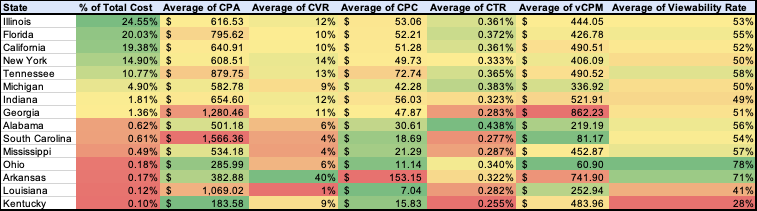 State % of Total Cost Average of CPA Average of CVR Average of CPC Average of CTR Average of vCPM Average of Viewability Rate
Illinois 24.55% $ 616.53 12% $ 53.06 0.361% $ 444.05 53%
Florida 20.03% $ 795.62 10% $ 52.21 0.372% $ 426.78 55%
California 19.38% $ 640.91 10% $ 51.28 0.361% $ 490.51 52%
New York 14.90% $ 608.51 14% $ 49.73 0.333% $ 406.09 50%
Tennessee 10.77% $ 879.75 13% $ 72.74 0.365% $ 490.52 58%
Michigan 4.90% $ 582.78 9% $ 42.28 0.383% $ 336.92 50%
Indiana 1.81% $ 654.60 12% $ 56.03 0.323% $ 521.91 49%
Georgia 1.36% $ 1,280.46 11% $ 47.87 0.283% $ 862.23 51%
Alabama 0.62% $ 501.18 6% $ 30.61 0.438% $ 219.19 56%
South Carolina 0.61% $ 1,566.36 4% $ 18.69 0.277% $ 81.17 54%
Mississippi 0.49% $ 534.18 4% $ 21.29 0.287% $ 452.87 57%
Ohio 0.18% $ 285.99 6% $ 11.14 0.340% $ 60.90 78%
Arkansas 0.17% $ 382.88 40% $ 153.15 0.322% $ 741.90 71%
Louisiana 0.12% $ 1,069.02 1% $ 7.04 0.282% $ 252.94 41%
Kentucky 0.10% $ 183.58 9% $ 15.83 0.255% $ 483.96 28%